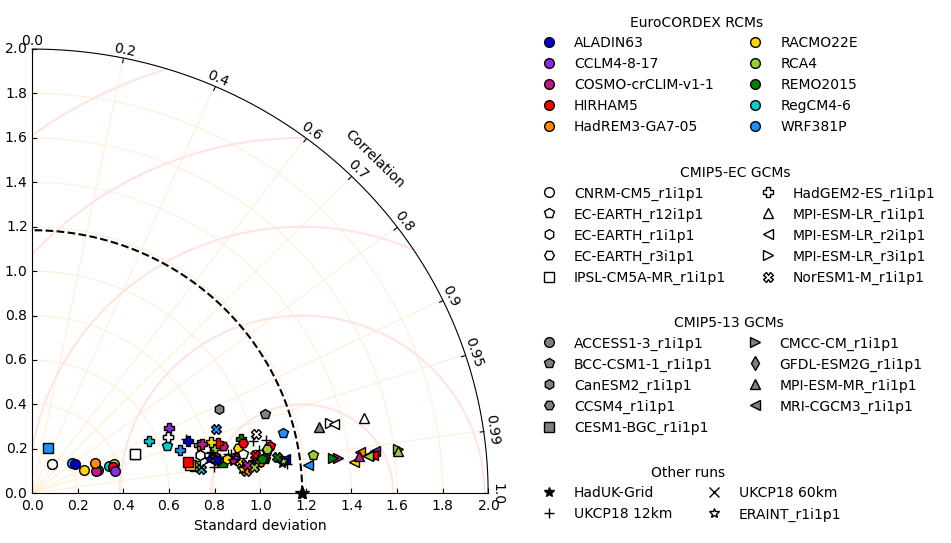 EuroCORDEX RCMs
ALADIN63
CCLM4-8-17
COSMO-crCLIM-v1-1
HIRHAM5
HadREM3-GA7-05
RACMO22E
RCA4
REMO2015
RegCM4-6
WRF381P
CMIP5-EC GCMs
CNRM-CM5_r1i1p1
EC-EARTH_r12i1p1
EC-EARTH_r1i1p1
EC-EARTH_r3i1p1
IPSL-CM5A-MR_r1i1p1
HadGEM2-ES_r1i1p1
MPI-ESM-LR_r1i1p1
MPI-ESM-LR_r2i1p1
MPI-ESM-LR_r3i1p1
NorESM1-M_r1i1p1
CMIP5-13 GCMs
ACCESS1-3_r1i1p1
BCC-CSM1-1_r1i1p1
CanESM2_r1i1p1
CCSM4_r1i1p1
CESM1-BGC_r1i1p1
CMCC-CM_r1i1p1
GFDL-ESM2G_r1i1p1
MPI-ESM-MR_r1i1p1
MRI-CGCM3_r1i1p1
Other runs
HadUK-Grid
UKCP18 12km
UKCP18 60km
ERAINT_r1i1p1
0.0
0.2
0.4
0.6
Correlation
0.7
0.8
0.9
0.95
0.99
1.0
2.0
1.8
1.6
1.4
1.2
1.0
0.8
0.6
0.4
0.2
0.0
0.0 0.2 0.4 0.6 0.8 1.0 1.2 1.4 1.6 1.8 2.0
Standard deviation